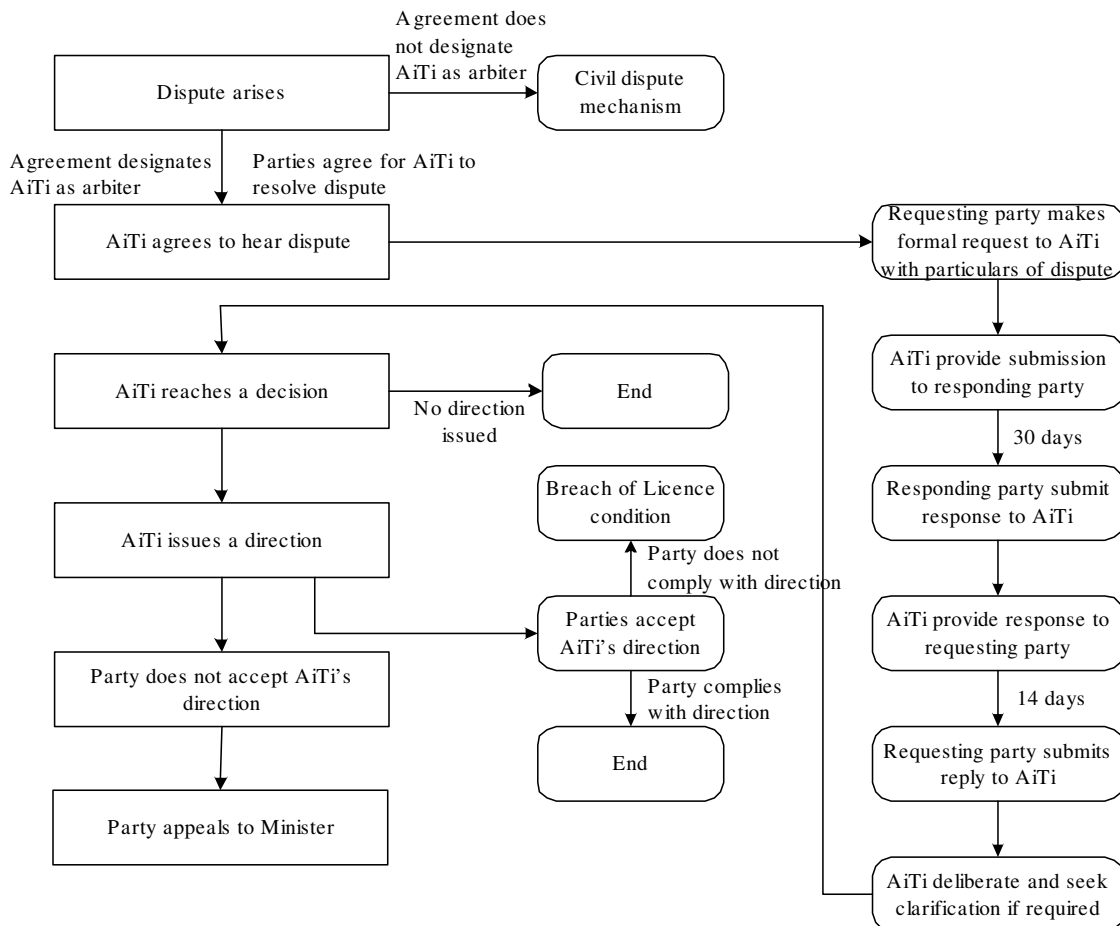 Agreement does
not designate
AiTi as arbiter
Dispute arises
Civil dispute
mechanism
Agreement designates
AiTi as arbiter
Parties agree for AiTi to
resolve dispute
AiTi agrees to hear dispute
Requesting party makes
formal request to AiTi
with particulars of dispute
AiTi provide submission
to responding party
30 days
Responding party submit
response to AiTi
AiTi provide response to
requesting party
14 days
Requesting party submits
reply to AiTi
AiTi deliberate and seek
clarification if required
AiTi reaches a decision
No direction
issued
End
AiTi issues a direction
Breach of Licence
condition
Party does not
comply with direction
Parties accept
AiTi’s direction
Party complies
with direction
End
Party does not accept AiTi’s
direction
Party appeals to Minister